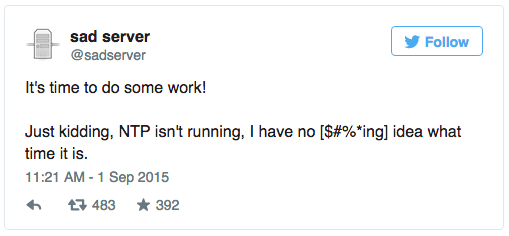 sad server
@sadserver
Follow
It's time to do some work!
Just kidding, NTP isn't running, I have no [$#%*ing] idea what
time it is.
11:21 AM - 1 Sep 2015
483 392